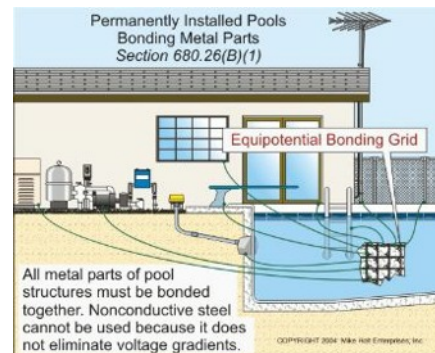 Permanently Installed Pools
Bonding Metal Parts
Section 680.26(B)(1)
Equipotential Bonding Grid
All metal parts of pool
structures must be bonded
together. Nonconductive steel
cannot be used because it does
not eliminate voltage gradients.
COPYRIGHT 2004 Mike Holt Enterprises, Inc